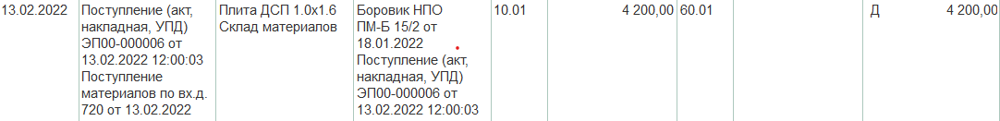 13.02.2022
Поступление (акт,
накладная, УПД)
ЭП00-000006 от
13.02.2022 12:00:03
Поступление
материалов по вх.д.
720 от 13.02.2022
Плита ДСП 1.0х1.6
Склад материалов
Боровик НПО
ПМ-Б 15/2 от
18.01.2022
Поступление (акт,
накладная, УПД)
ЭП00-000006 от
13.02.2022 12:00:03
10.01
4 200,00
60.01
Д
4 200,00